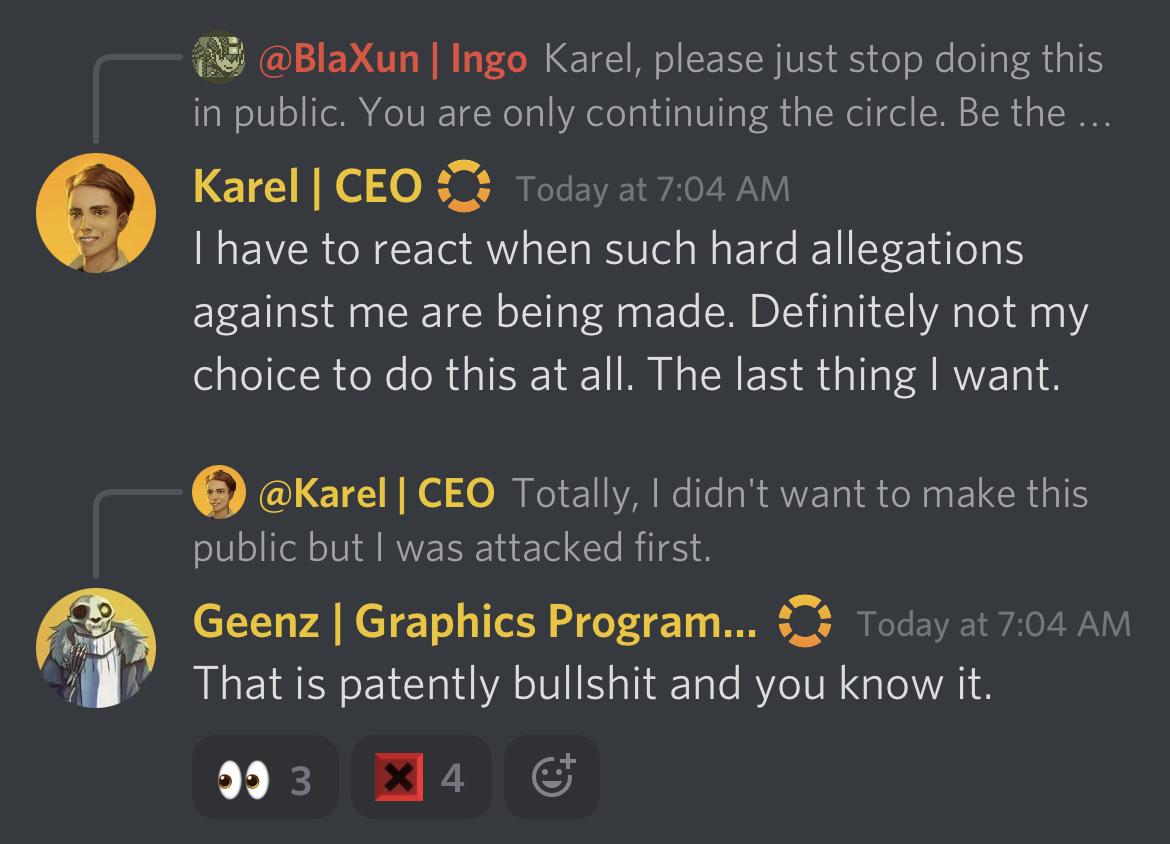 @BlaXun | Ingo Karel, please just stop doing this
in public. You are only continuing the circle. Be the ...
Karel | CEO Today at 7:04 AM
I have to react when such hard allegations
against me are being made. Definitely not my
choice to do this at all. The last thing I want.
@Karel | CEO Totally, I didn't want to make this
public but I was attacked first.
Geenz | Graphics Program... Today at 7:04 AM
That is patently bullshit and you know it.
3 4